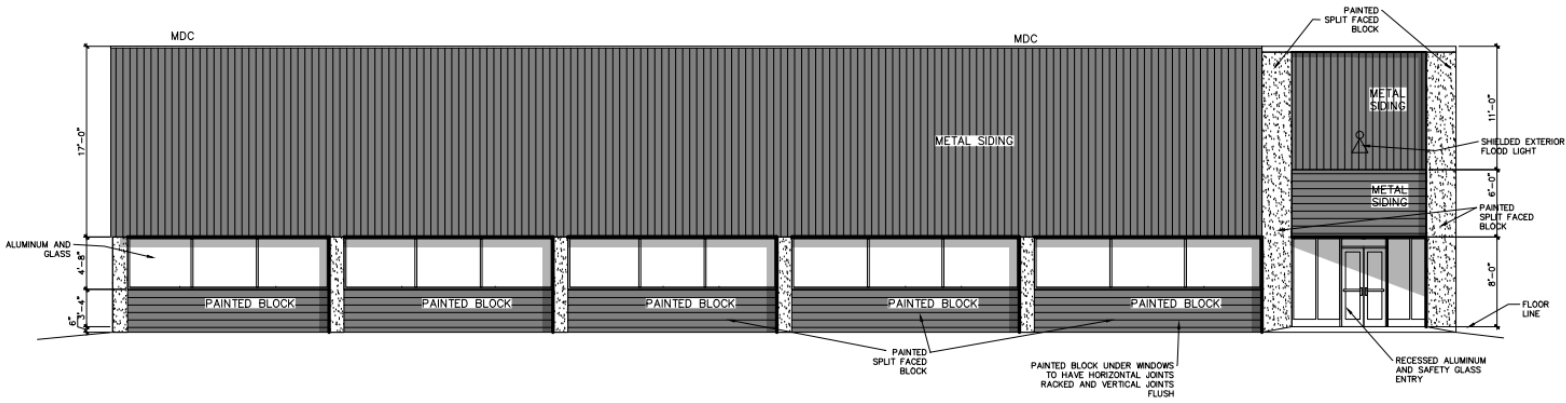 MDC
MDC
PAINTED
SPLIT FACED
BLOCK
17'-0"
METAL SIDING
METAL
SIDING
11'-0"
SHIELDED EXTERIOR
FLOOD LIGHT
METAL
SIDING
6'-0"
PAINTED
SPLIT FACED
BLOCK
ALUMINUM AND
GLASS
4'-8"
8'-0"
PAINTED BLOCK
PAINTED BLOCK
PAINTED BLOCK
PAINTED BLOCK
PAINTED BLOCK
3'-4"
6"
FLOOR
LINE
PAINTED
SPLIT FACED
BLOCK
PAINTED BLOCK UNDER WINDOWS
TO HAVE HORIZONTAL JOINTS
RACKED AND VERTICAL JOINTS
FLUSH
RECESSED ALUMINUM
AND SAFETY GLASS
ENTRY